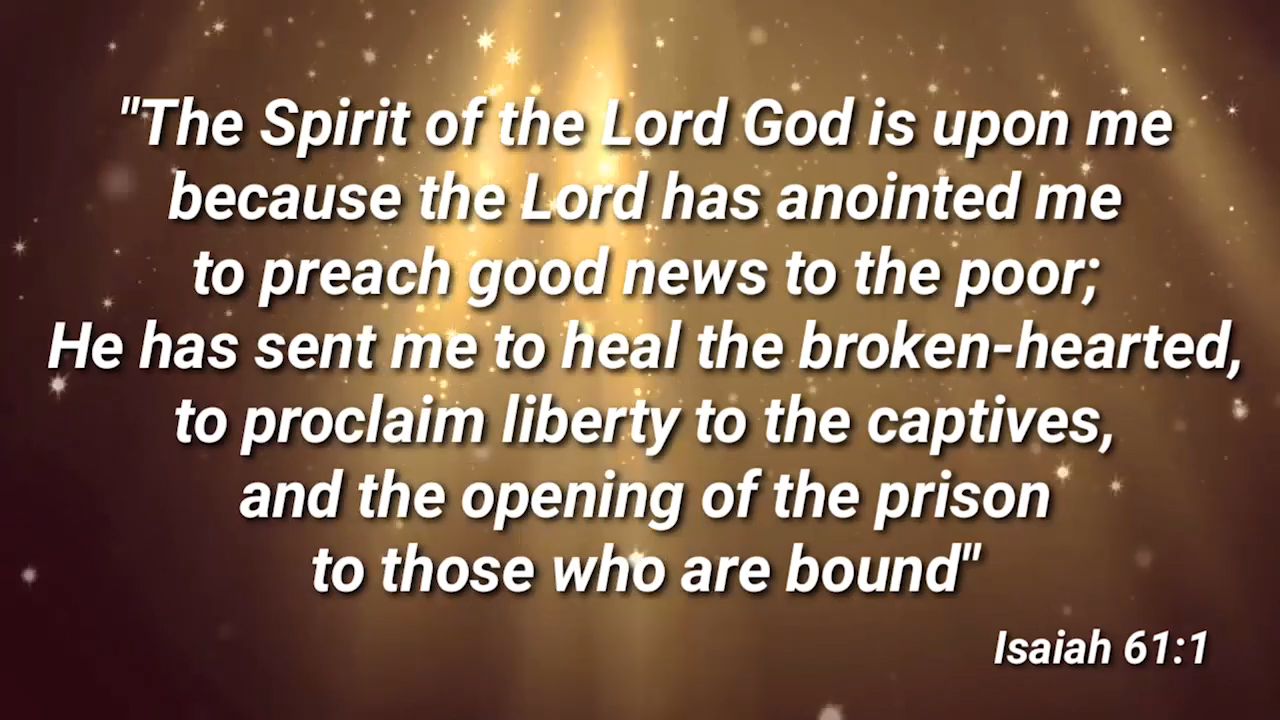 "The Spirit of the Lord God is upon me
because the Lord has anointed me
to preach good news to the poor;
He has sent me to heal the broken-hearted,
to proclaim liberty to the captives,
and the opening of the prison
to those who are bound"
Isaiah 61:1